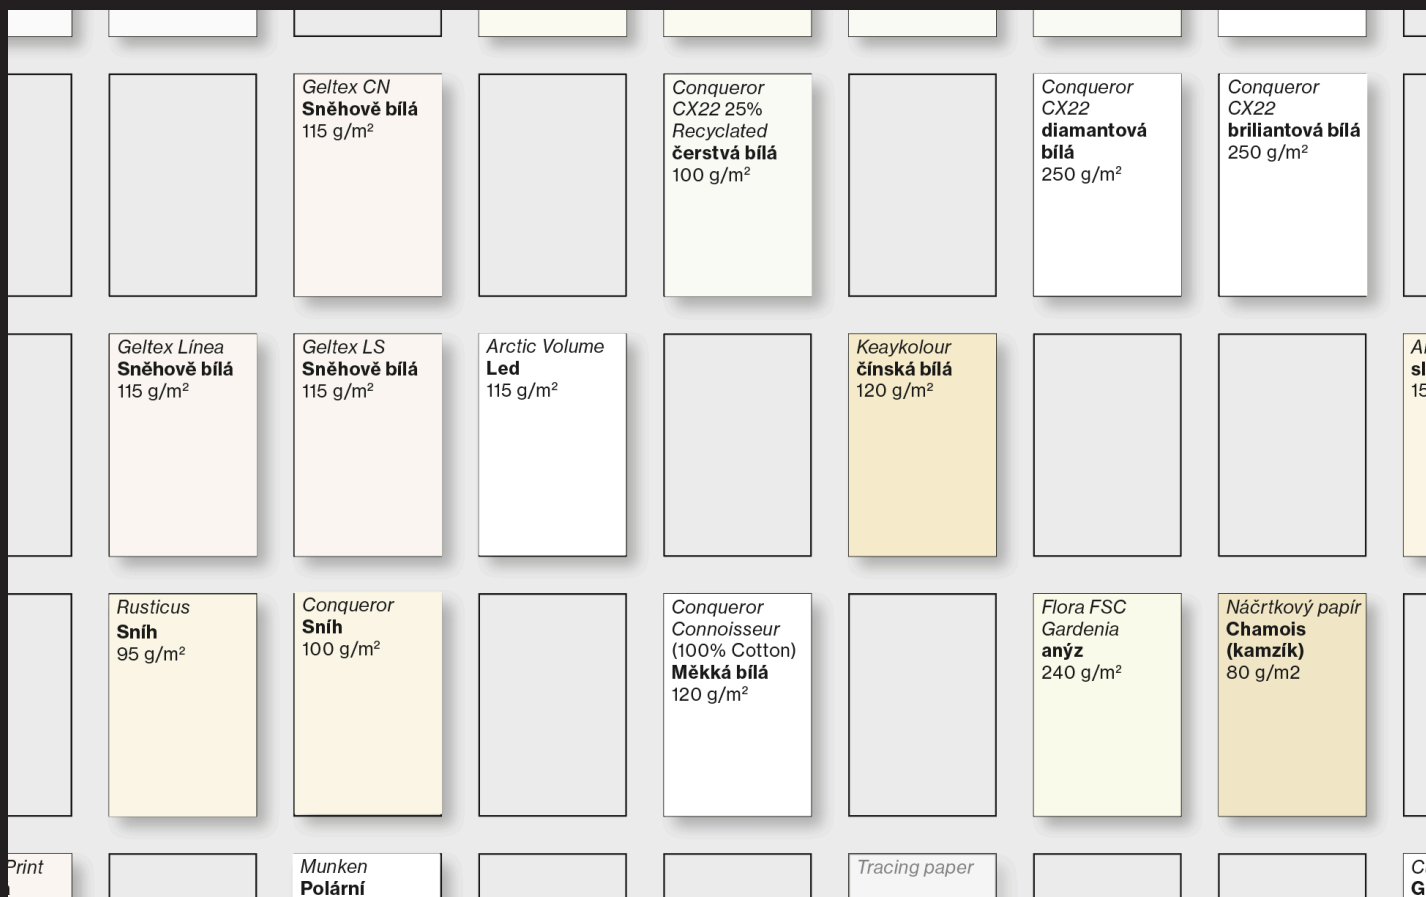 Geltex CN
Sněhově bílá
115 g/m²
Conqueror
CX22 25%
Recyclated
čerstvá bílá
100 g/m²
Conqueror
CX22
diamantová
bílá
250 g/m²
Conqueror
CX22
briliantová bílá
250 g/m²
Geltex Línea
Sněhově bílá
115 g/m²
Geltex LS
Sněhově bílá
115 g/m²
Arctic Volume
Led
115 g/m²
Keaykolour
čínská bílá
120 g/m²
Rusticus
Sníh
95 g/m²
Conqueror
Sníh
100 g/m²
Conqueror
Connoisseur
(100% Cotton)
Měkká bílá
120 g/m²
Flora FSC
Gardenia
anýz
240 g/m²
Náčrtkový papír
Chamois
(kamzík)
80 g/m2
Print
Munken
Polární
Tracing paper